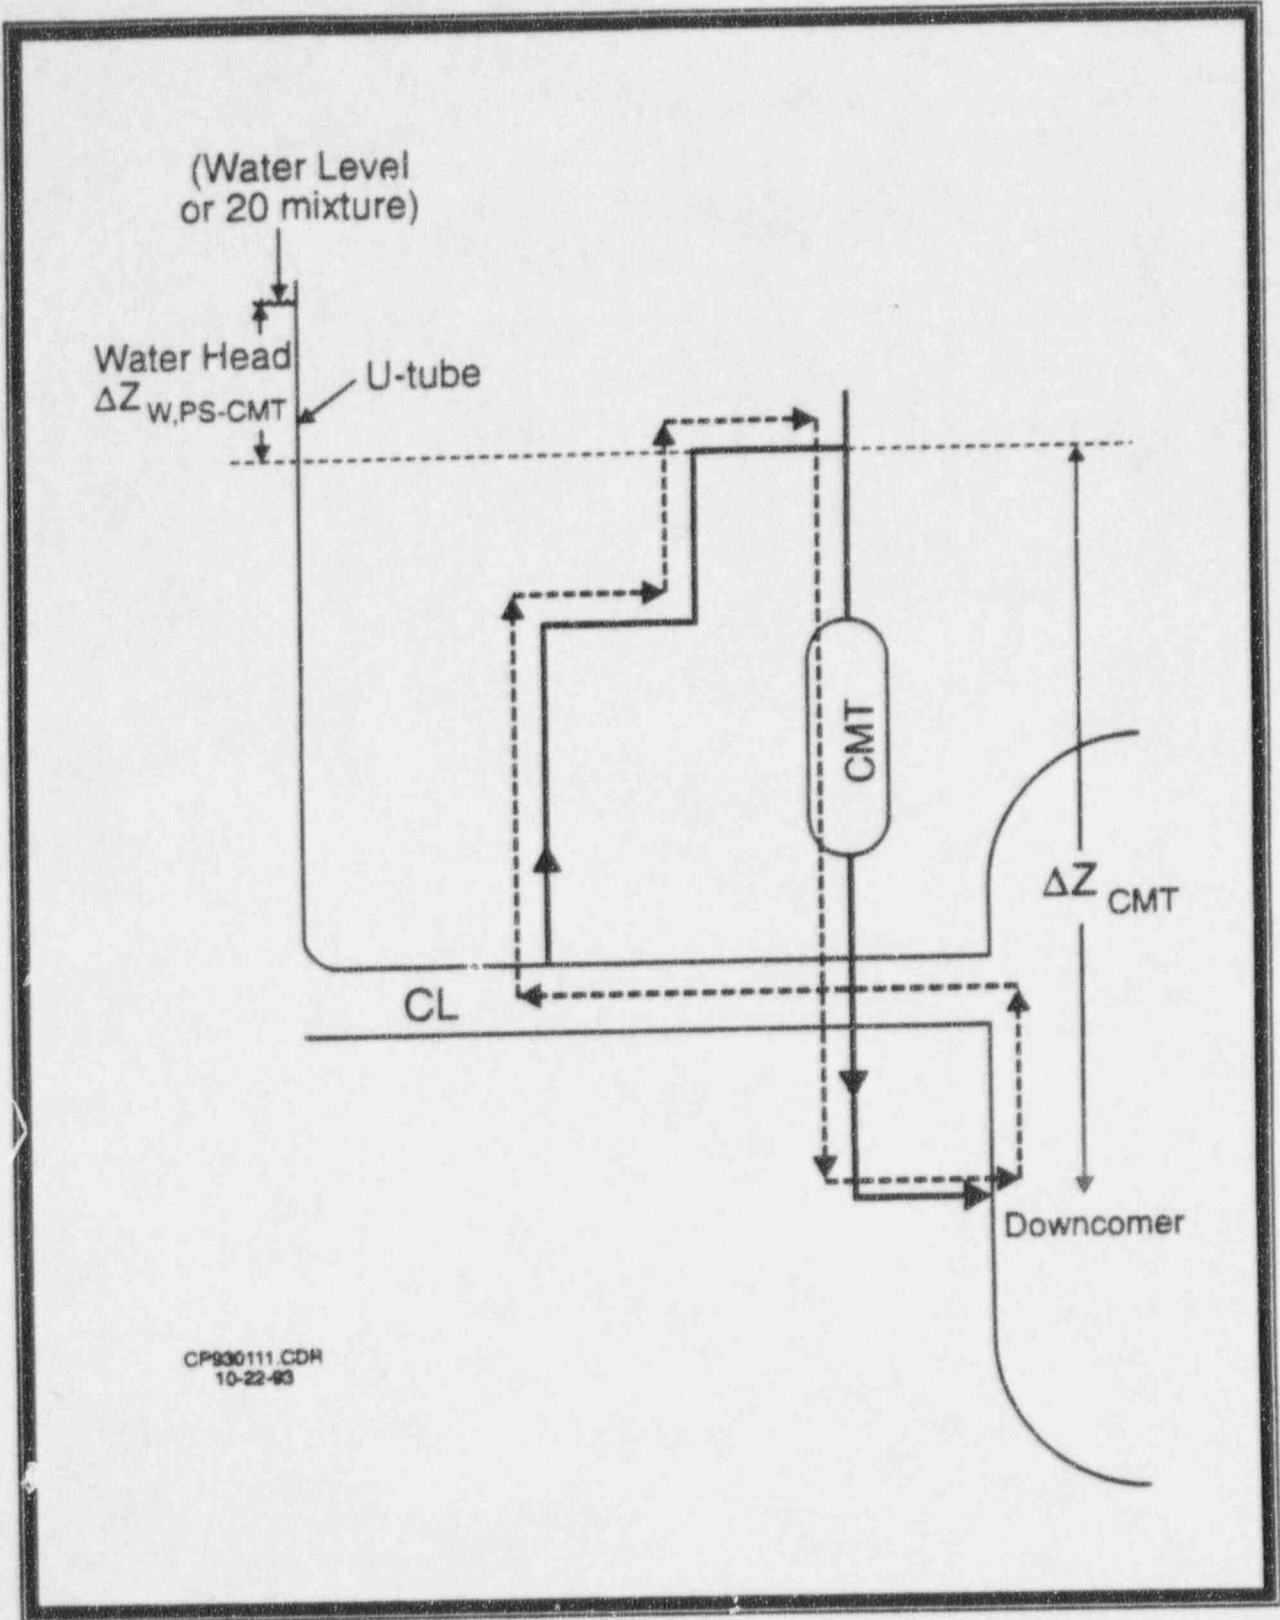 (Water Level
or 20 mixture)
Water Head
ΔZ W,PS-CMT
U-tube
CMT
ΔZ CMT
CL
Downcomer
CP930111.CDR
10-22-93